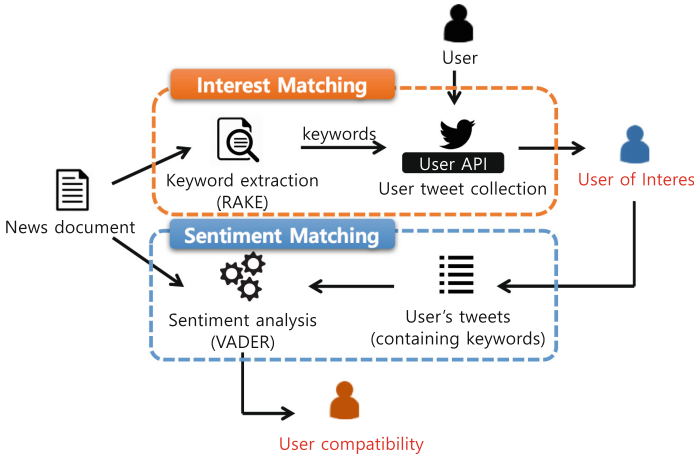 User
Interest Matching
keywords
User API
Keyword extraction
(RAKE)
User tweet collection
User of Interes
News document
Sentiment Matching
Sentiment analysis
(VADER)
User's tweets
(containing keywords)
User compatibility